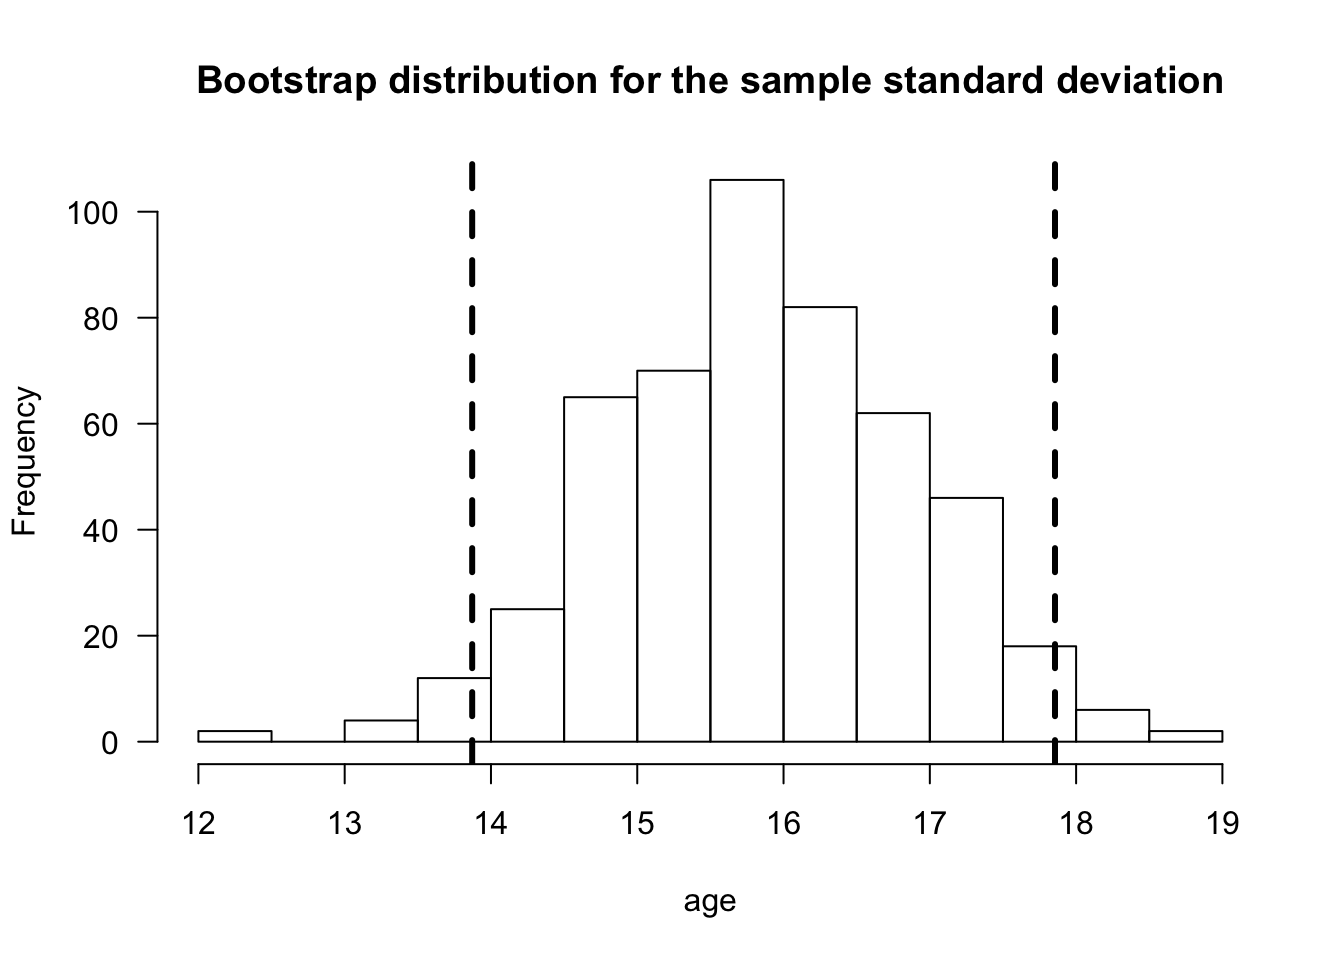 Bootstrap distribution for the sample standard deviation
100
80
60
40
20
0
Frequency
12 13 14 15 16 17 18 19
age